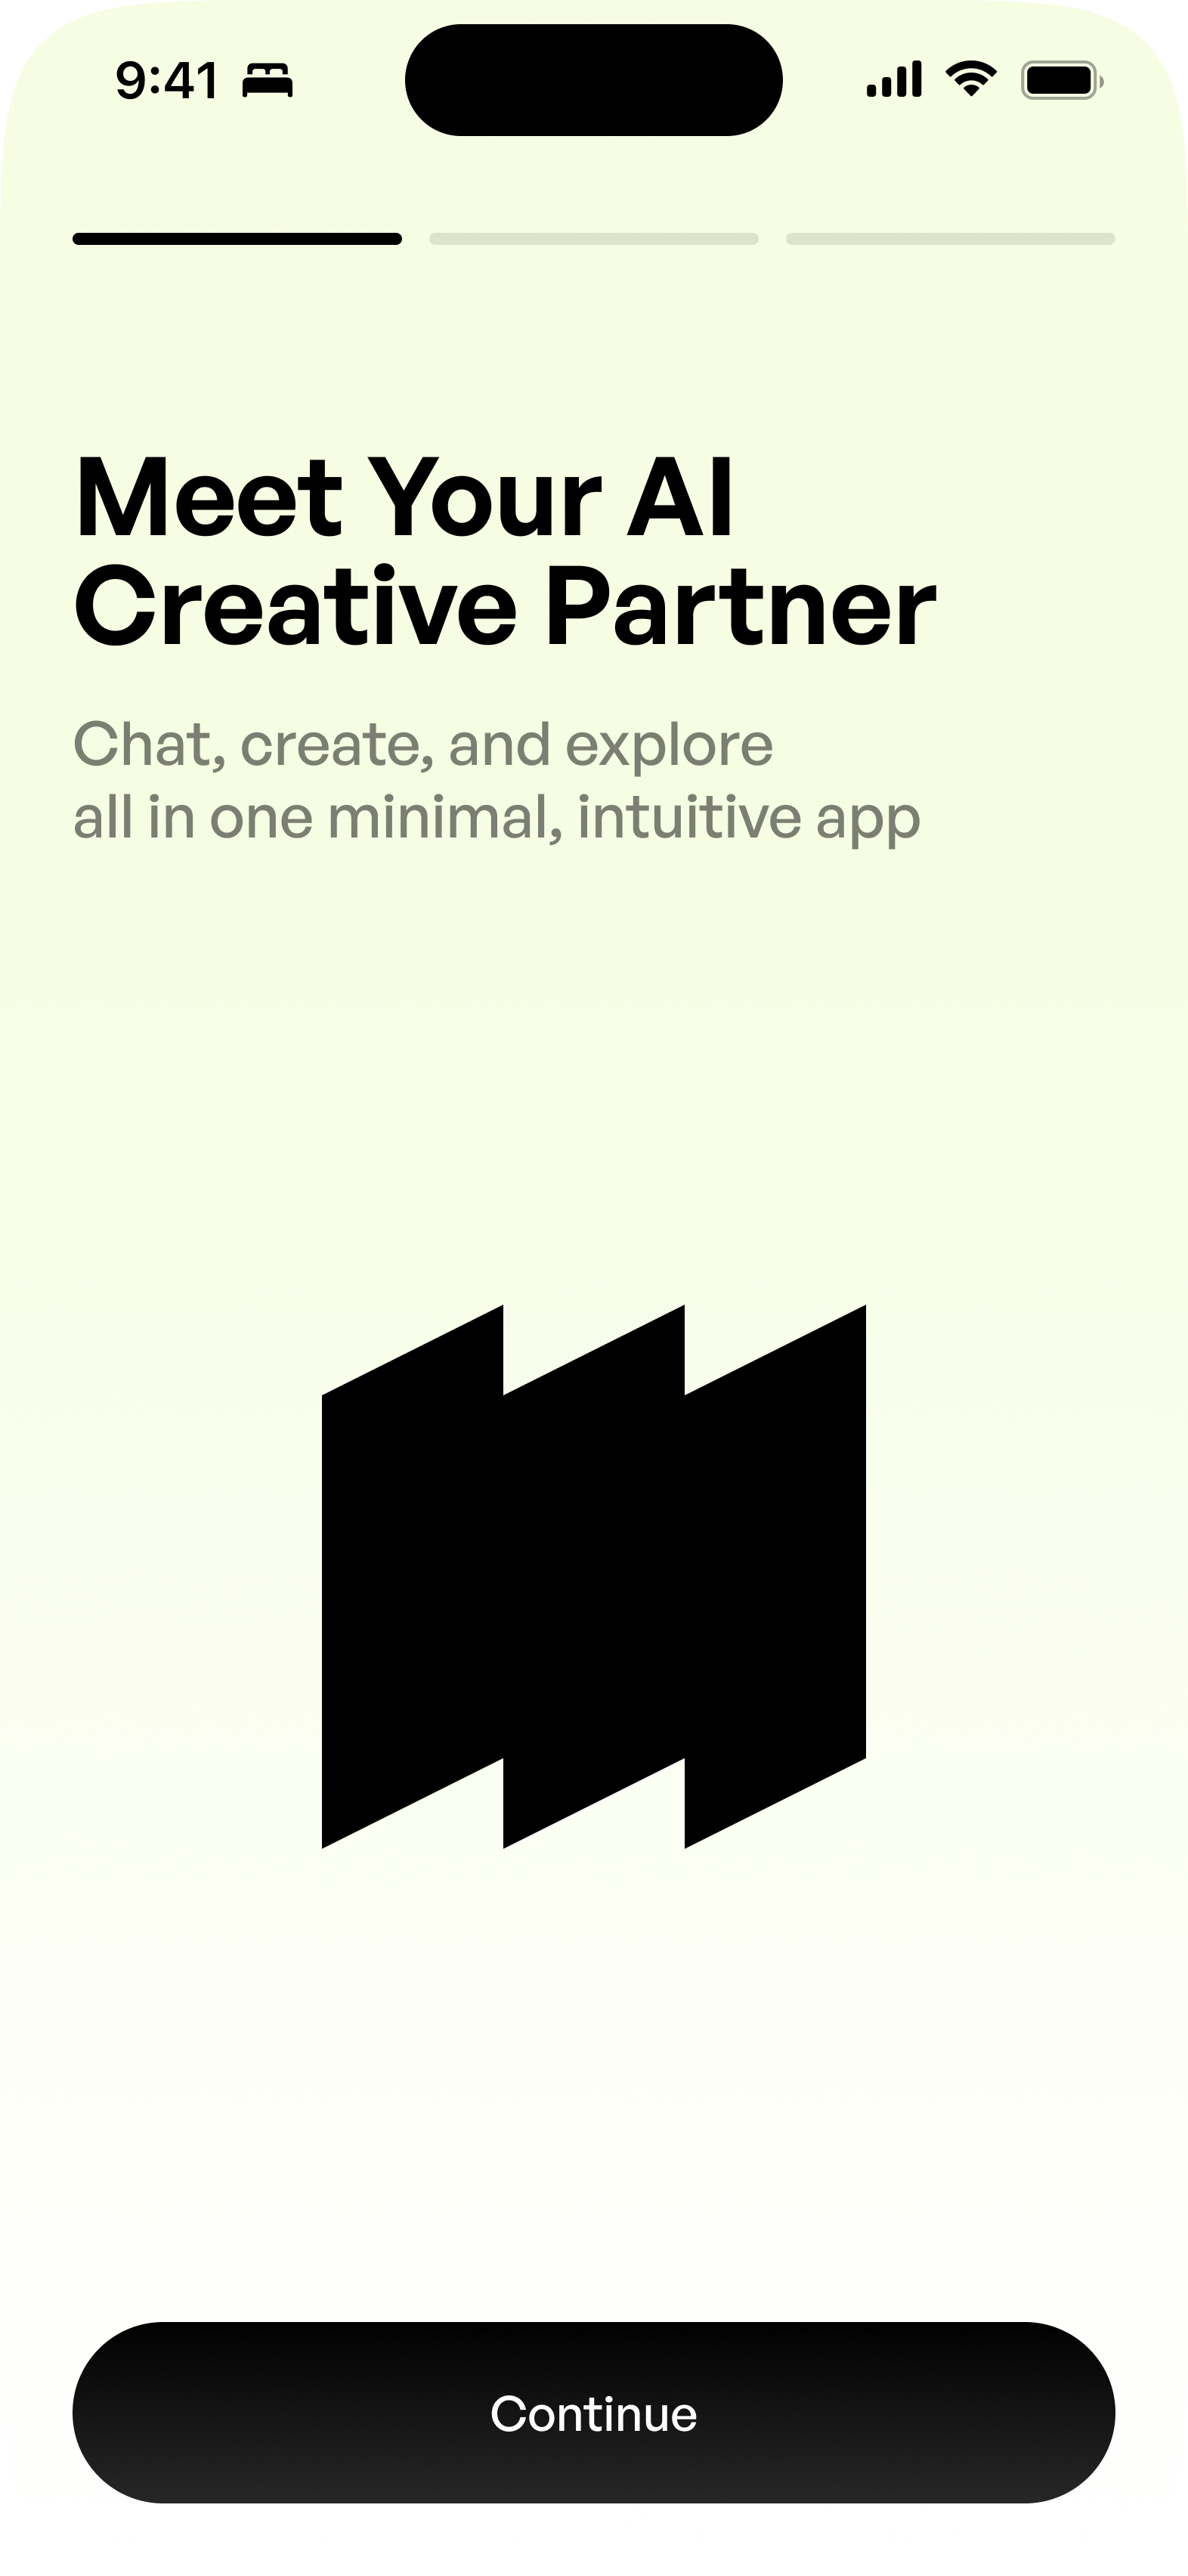 9:41
Meet Your AI
Creative Partner
Chat, create, and explore
all in one minimal, intuitive app
Continue